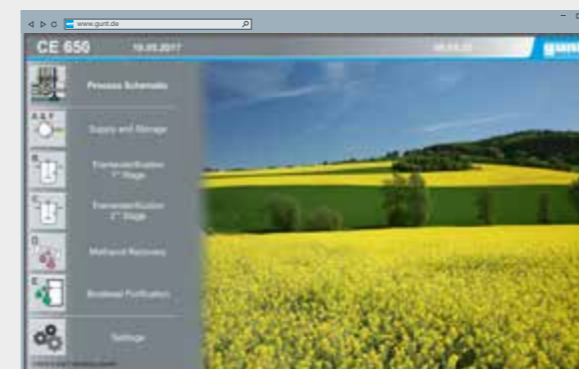 www.gunt.de
CE 650 19.05.2017 gunt
Process Schematic
A & F
Supply and Storage
B
Transesterification
1st Stage
C
Transesterification
2nd Stage
D
Methanol Recovery
E
Biodiesel Purification
Settings